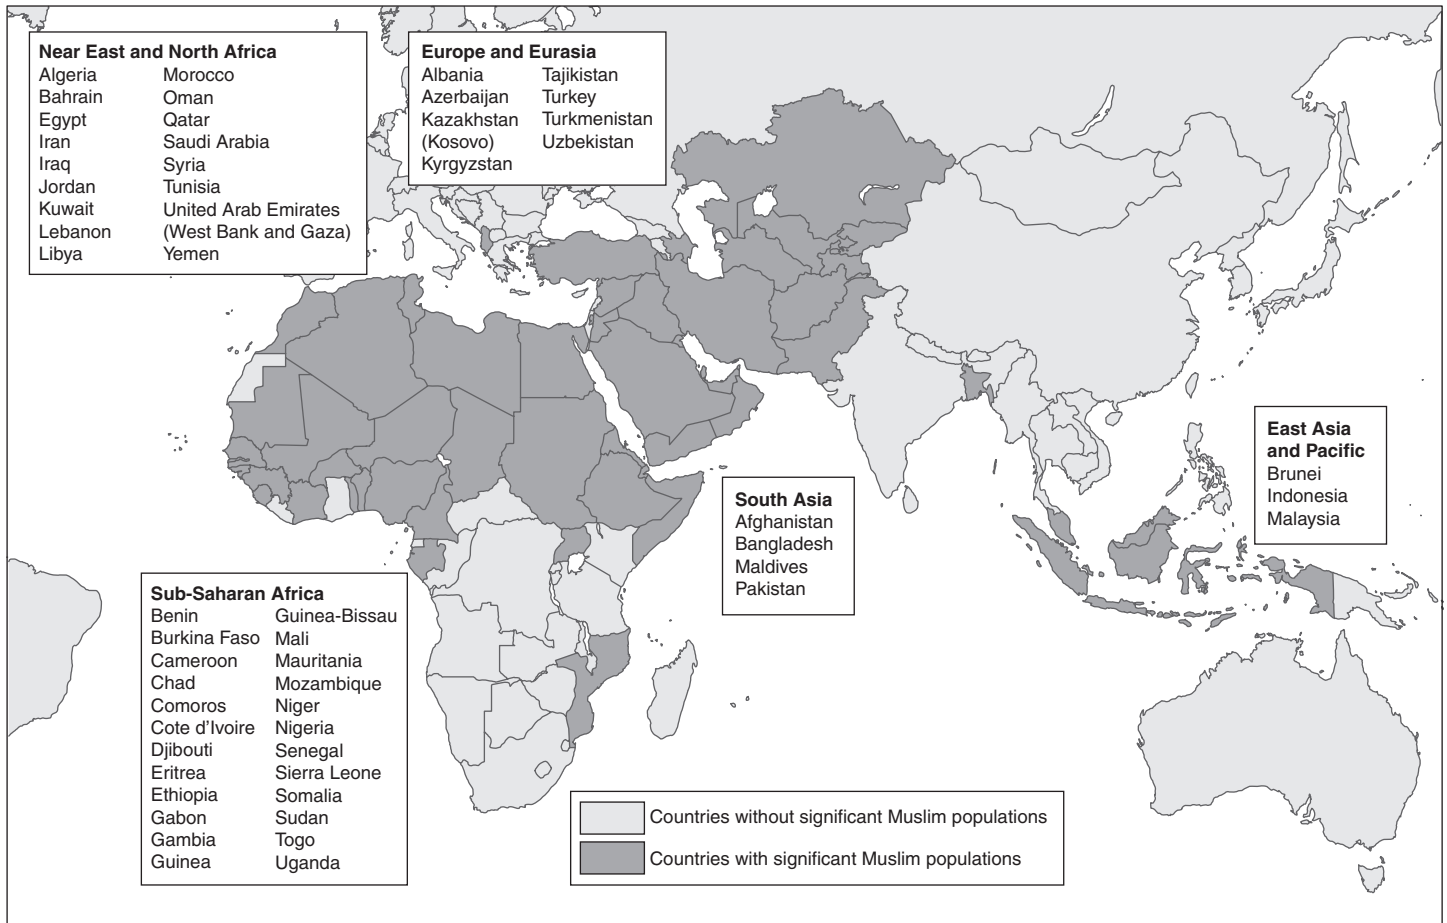 Near East and North Africa
Algeria Morocco
Bahrain Oman
Egypt Qatar
Iran Saudi Arabia
Iraq Syria
Jordan Tunisia
Kuwait United Arab Emirates
Lebanon (West Bank and Gaza)
Libya Yemen
Europe and Eurasia
Albania Tajikistan
Azerbaijan Turkey
Kazakhstan Turkmenistan
(Kosovo) Uzbekistan
Kyrgyzstan
East Asia
and Pacific
Brunei
Indonesia
Malaysia
South Asia
Afghanistan
Bangladesh
Maldives
Pakistan
Sub-Saharan Africa
Benin Guinea-Bissau
Burkina Faso Mali
Cameroon Mauritania
Chad Mozambique
Comoros Niger
Cote d'Ivoire Nigeria
Djibouti Senegal
Eritrea Sierra Leone
Ethiopia Somalia
Gabon Sudan
Gambia Togo
Guinea Uganda
Countries without significant Muslim populations
Countries with significant Muslim populations